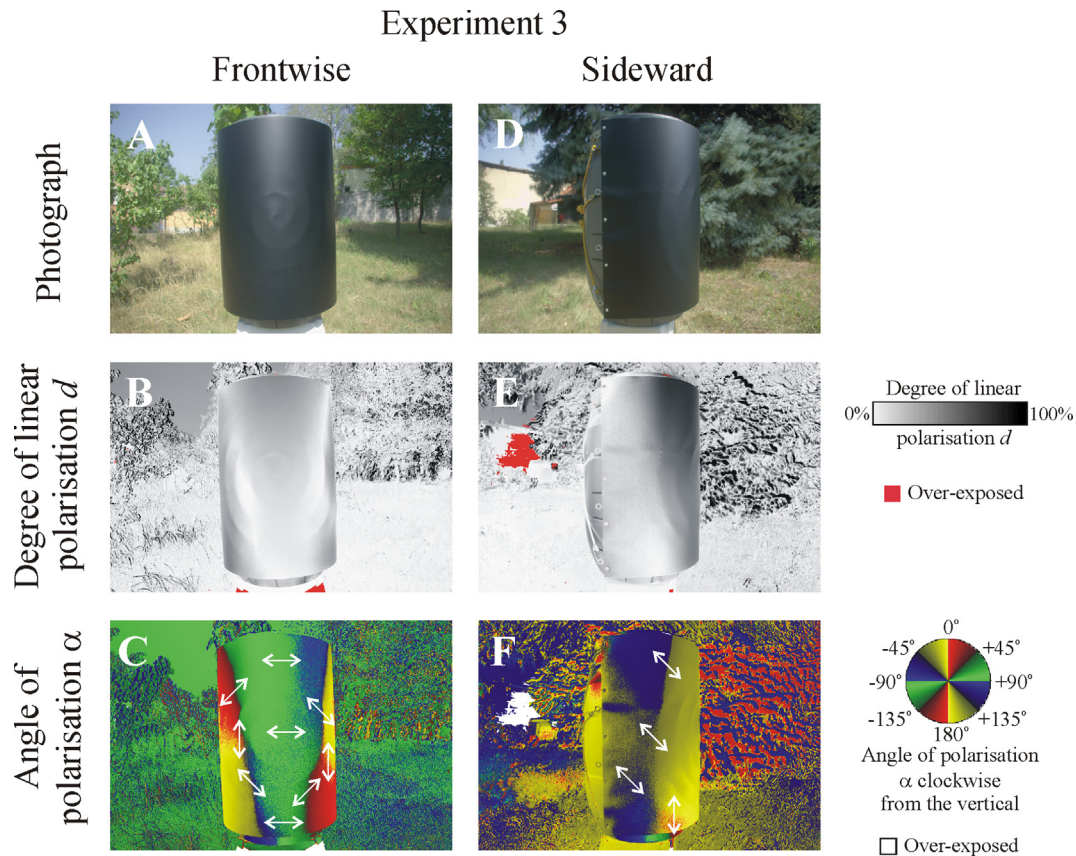 Experiment 3
Frontwise
Sideward
Photograph
A
D
Degree of linear
polarisation d
B
E
Degree of linear
0%
100%
polarisation d
Over-exposed
Angle of
polarisation α
C
F
0°
-45°
+45°
-90°
+90°
-135°
+135°
180°
Angle of polarisation
α clockwise
from the vertical
Over-exposed